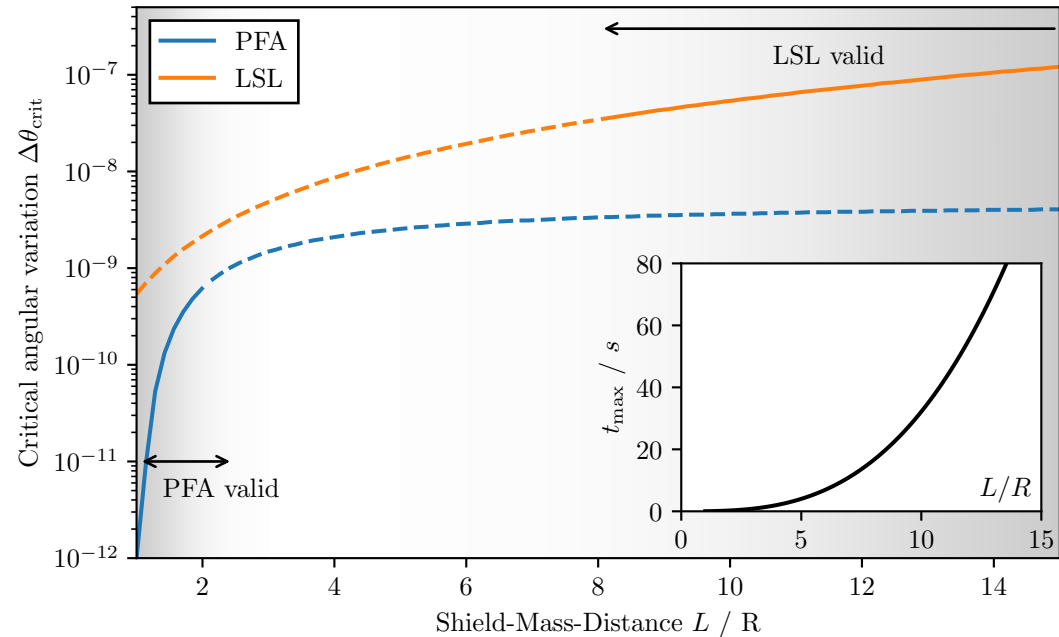 PFA
LSL
LSL valid
PFA valid
Critical angular variation Δθcrit
10⁻⁷
10⁻⁸
10⁻⁹
10⁻¹⁰
10⁻¹¹
10⁻¹²
2
4
6
8
10
12
14
Shield-Mass-Distance L / R
tmax / s
80
60
40
20
0
0
5
10
15
L/R